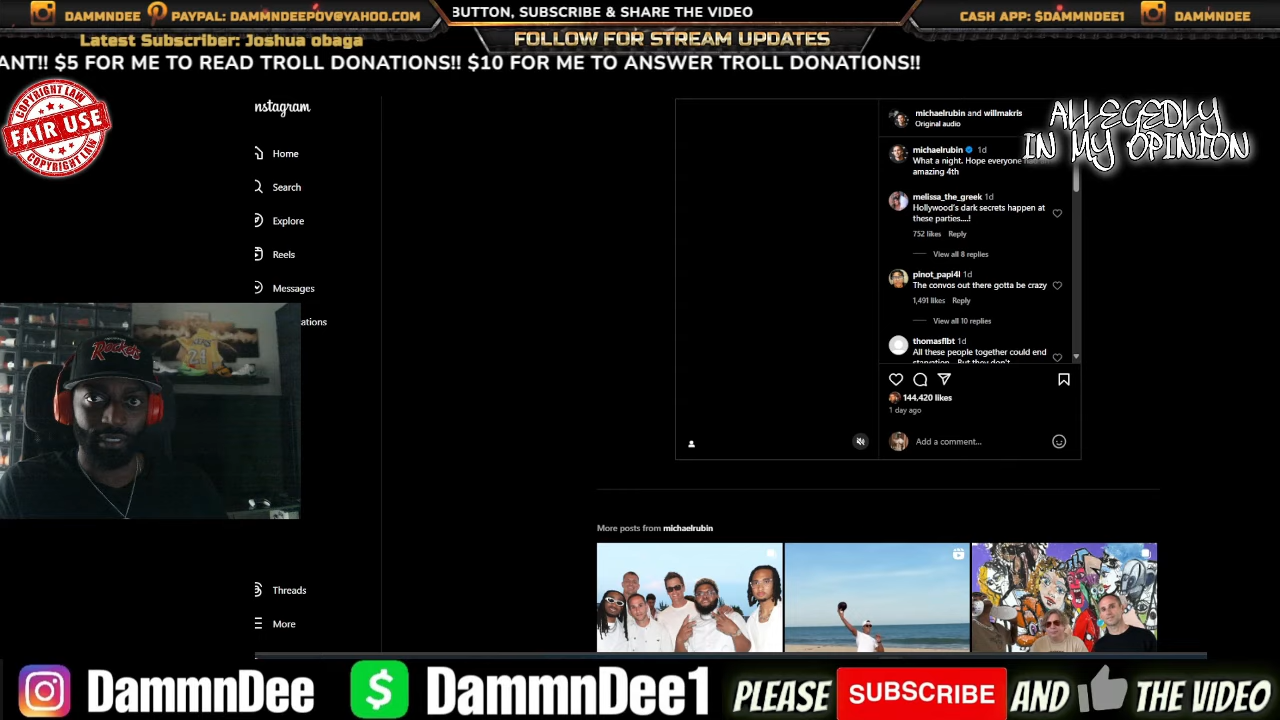 DAMMNDEE PAYPAL: DAMMNDEEPOV@YAHOO.COM
BUTTON, SUBSCRIBE & SHARE THE VIDEO
CASH APP: $DAMMNDEE1 DAMMNDEE
Latest Subscriber: Joshua obaga
FOLLOW FOR STREAM UPDATES
ANT!! $5 FOR ME TO READ TROLL DONATIONS!! $10 FOR ME TO ANSWER TROLL DONATIONS!!
COPYRIGHT LAW
FAIR USE
COPYRIGHT LAW
ALLEGEDLY
IN MY OPINION
nstagram
Home
Search
Explore
Reels
Messages
ations
Threads
More
michaelrubin and willmakris
Original audio
michaelrubin 1d
What a night. Hope everyone
amazing 4th
melissa_the_greek 1d
Hollywood's dark secrets happen at
these parties....!
752 likes Reply
View all 8 replies
pinot_papi4l 1d
The convos out there gotta be crazy
1,491 likes Reply
View all 10 replies
thomasflbt 1d
All these people together could end
starvation... But they don't
144,420 likes
1 day ago
Add a comment...
More posts from michaelrubin
Rockets
24
DammnDee
$
DammnDee1
PLEASE SUBSCRIBE AND THE VIDEO